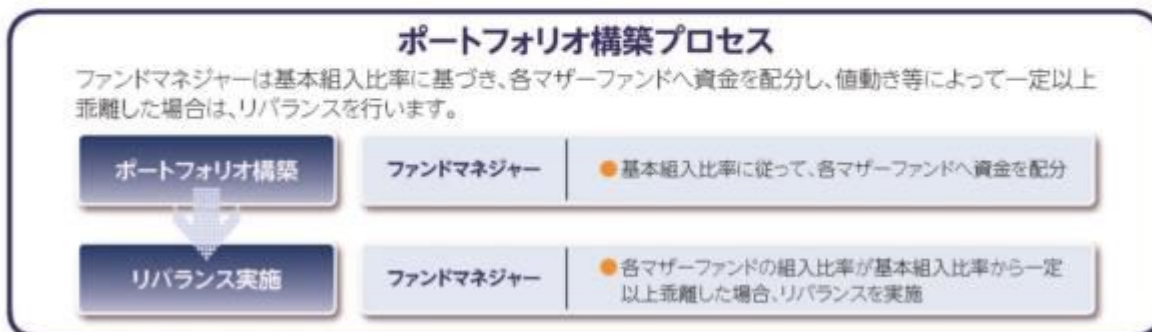 ポートフォリオ構築プロセス
ファンドマネジャーは基本組入比率に基づき、各マザーファンドへ資金を配分し、値動き等によって一定以上
乖離した場合は、リバランスを行います。
ポートフォリオ構築
ファンドマネジャー
●基本組入比率に従って、各マザーファンドへ資金を配分
リバランス実施
ファンドマネジャー
●各マザーファンドの組入比率が基本組入比率から一定
以上乖離した場合、リバランスを実施